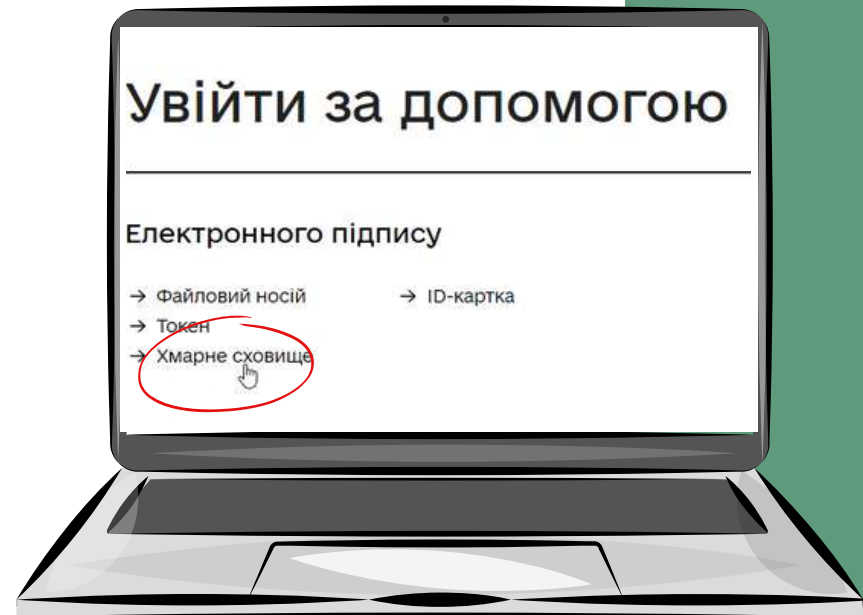 Увійти за допомогою
Електронного підпису
→ Файловий носій
→ ID-картка
→ Токен
→ Хмарне сховище